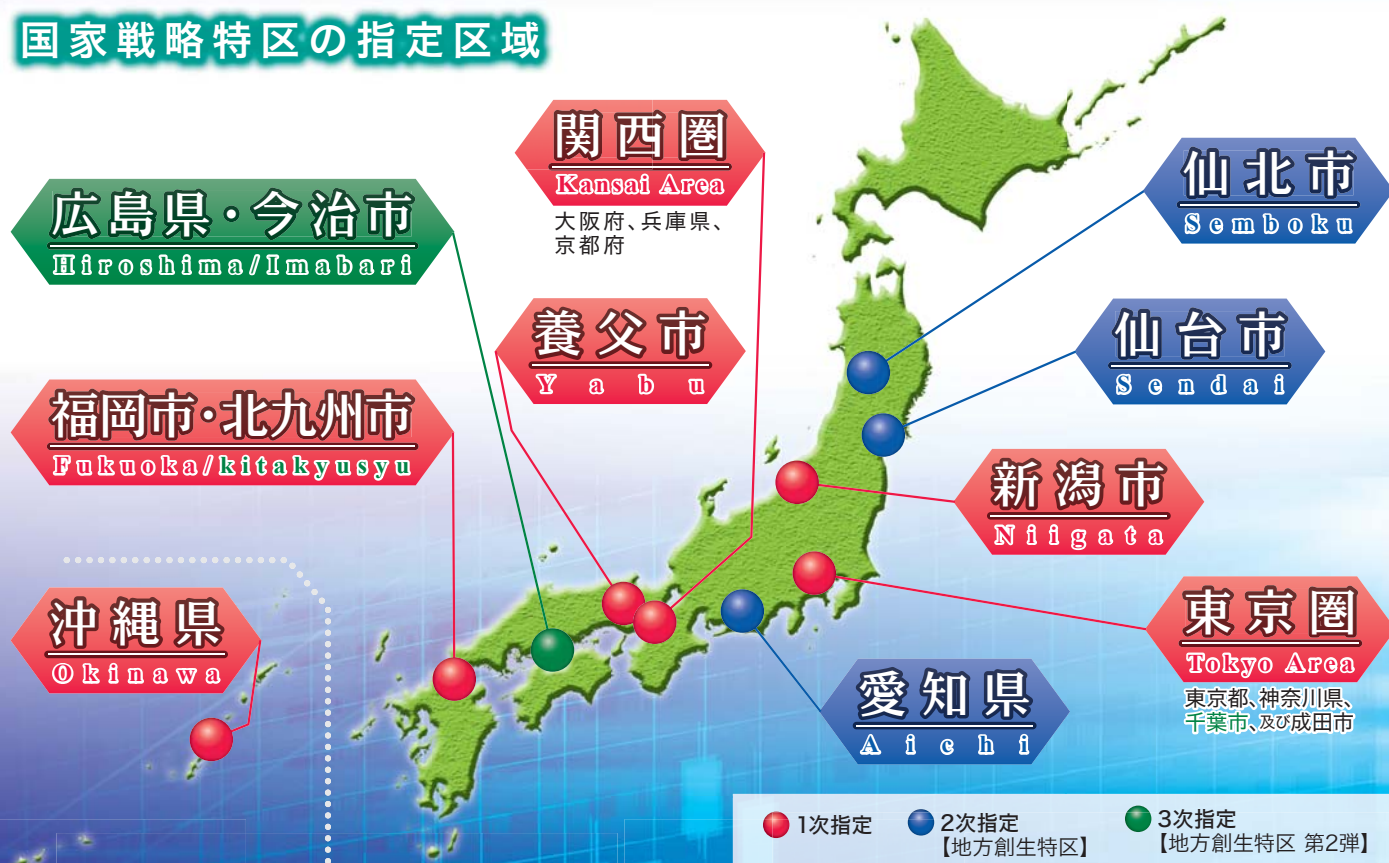 国家戦略特区の指定区域
関西圏
Kansai Area
大阪府、兵庫県、
京都府
仙北市
Semboku
広島県・今治市
Hiroshima/Imabari
養父市
Yabu
仙台市
Sendai
福岡市・北九州市
Fukuoka/kitakyusyu
新潟市
Niigata
沖縄県
Okinawa
東京圏
Tokyo Area
東京都、神奈川県、
千葉市、及び成田市
愛知県
Aichi
1次指定
2次指定
【地方創生特区】
3次指定
【地方創生特区 第2弾】